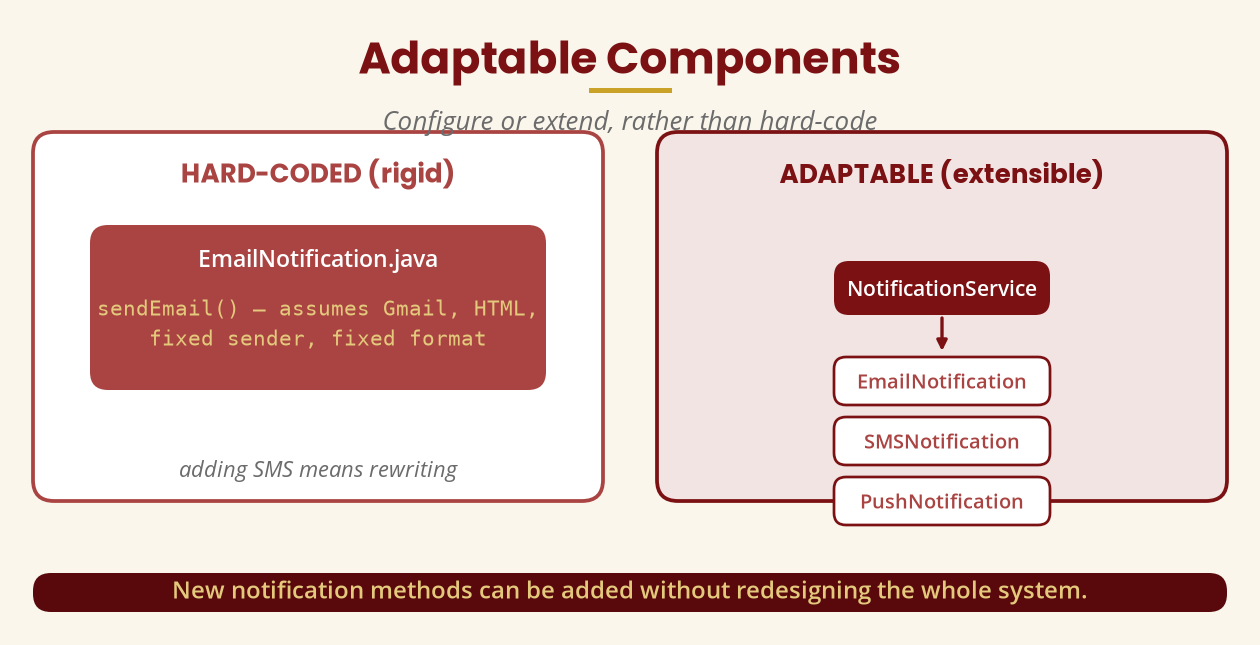 Adaptable Components
Configure or extend, rather than hard-code
HARD-CODED (rigid)
EmailNotification.java
sendEmail() — assumes Gmail, HTML,
fixed sender, fixed format
adding SMS means rewriting
ADAPTABLE (extensible)
NotificationService
EmailNotification
SMSNotification
PushNotification
New notification methods can be added without redesigning the whole system.